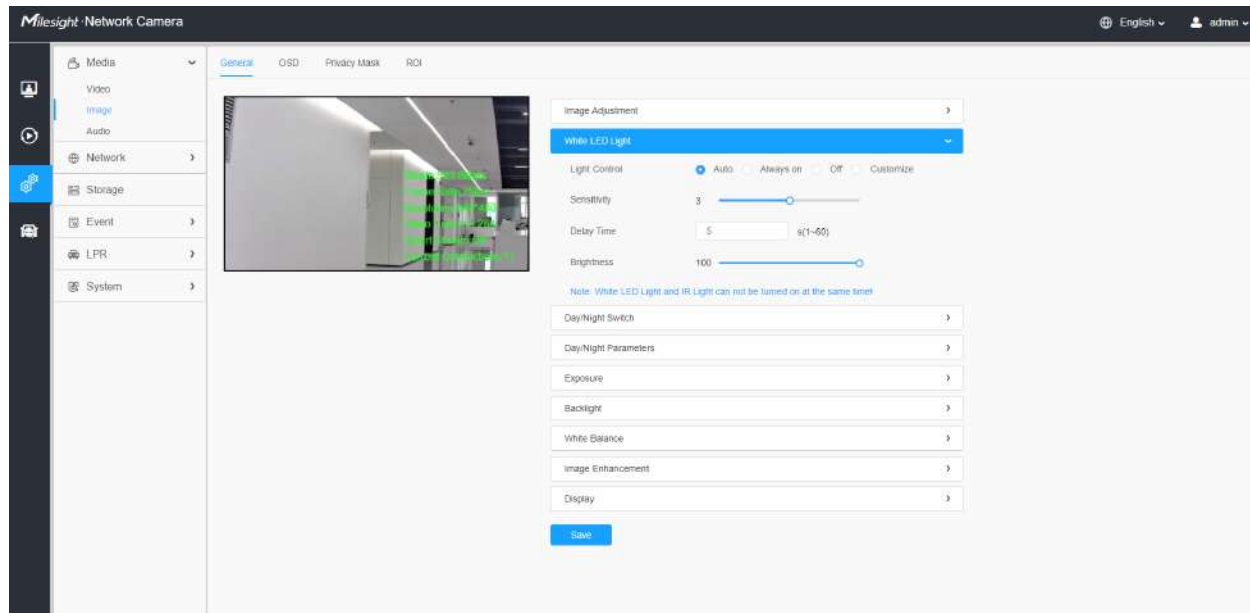 Milesight Network Camera
English
admin
Media
Video
Image
Audio
Network
Storage
Event
LPR
System
General OSD Privacy Mask ROI
Image Adjustment
White LED Light
Light Control Auto Always on Off Customize
Sensitivity 3
Delay Time 5 s(1~60)
Brightness 100
Note: White LED Light and IR Light can not be turned on at the same time!
Day/Night Switch
Day/Night Parameters
Exposure
Backlight
White Balance
Image Enhancement
Display
Save